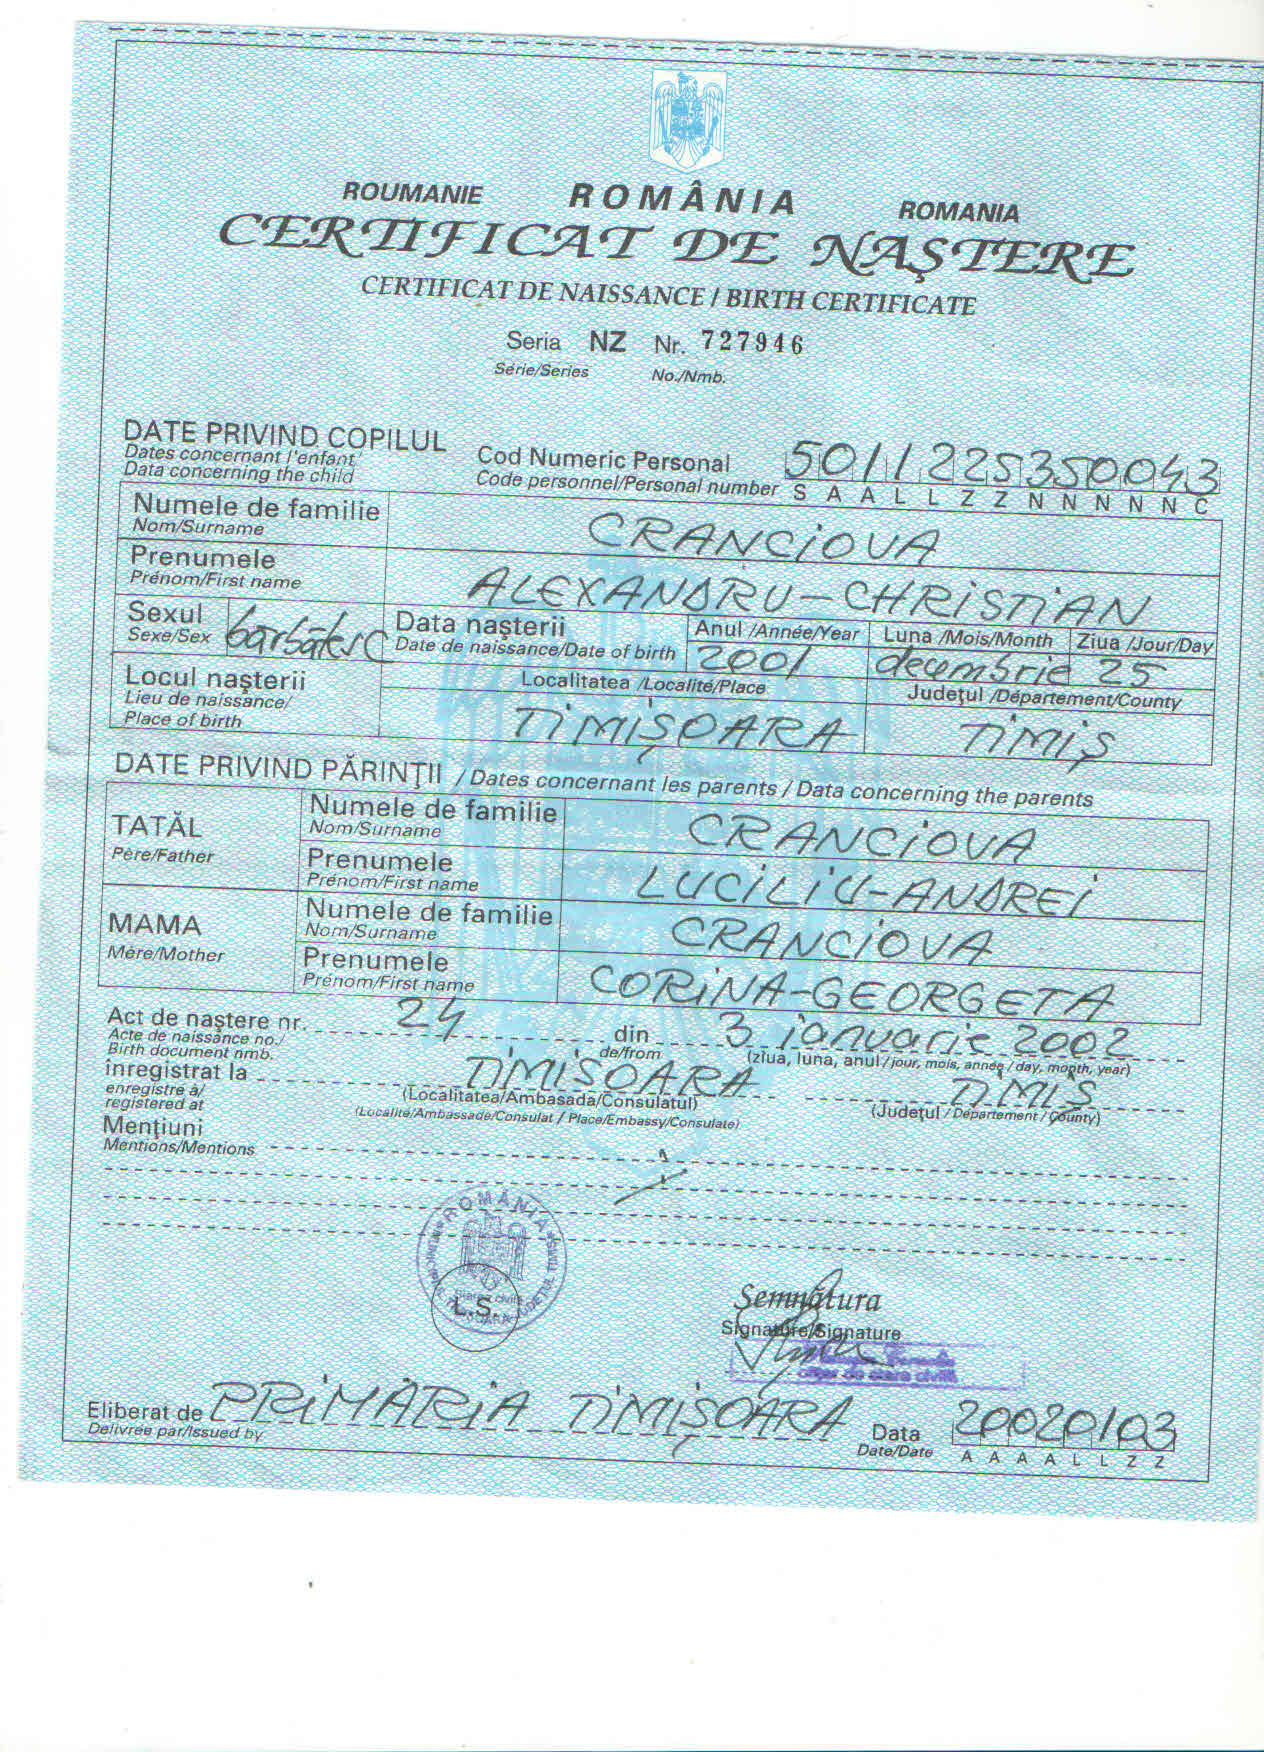 ROUMANIE ROMÂNIA ROMANIA
CERTIFICAT DE NAŞTERE
CERTIFICAT DE NAISSANCE / BIRTH CERTIFICATE
Seria NZ Nr. 727946
Série/Series No./Nmb.
DATE PRIVIND COPILUL
Dates concernant l'enfant/
Data concerning the child
Cod Numeric Personal 5011225350043
Code personnel/Personal number S A A L L Z Z N N N N N C
Numele de familie CRANCIOVA
Nom/Surname
Prenumele ALEXANDRU-CHRISTIAN
Prénom/First name
Sexul bărbătesc Data naşterii Anul /Année/Year Luna /Mois/Month Ziua /Jour/Day
Sexe/Sex Date de naissance/Date of birth 2001 decembrie 25
Locul naşterii Localitatea /Localité/Place Judeţul /Département/County
Lieu de naissance/
Place of birth TIMIŞOARA TIMIŞ
DATE PRIVIND PĂRINŢII / Dates concernant les parents / Data concerning the parents
TATĂL Numele de familie CRANCIOVA
Père/Father Nom/Surname
Prenumele LUCILIU-ANDREI
Prénom/First name
MAMA Numele de familie CRANCIOVA
Mère/Mother Nom/Surname
Prenumele CORINA-GEORGETA
Prénom/First name
Act de naştere nr. 24 din 3 ianuarie 2002
Acte de naissance no./ de/from (ziua, luna, anul / jour, mois, année / day, month, year)
Birth document nmb.
înregistrat la TIMIŞOARA TIMIŞ
enregistre à/ (Localitatea/Ambasada/Consulatul) (Judeţul / Département / County)
registered at (Localité/Ambassade/Consulat / Place/Embassy/Consulate)
Menţiuni
Mentions/Mentions
ROMÂNIA
JUDEŢUL TIMIŞ
TIMIŞOARA
Starea civilă
L.S.
Semnătura
Signature/Signature
ofiţer de stare civilă
Eliberat de PRIMĂRIA TIMIŞOARA Data 20020103
Délivrée par/Issued by Date/Date A A A A L L Z Z